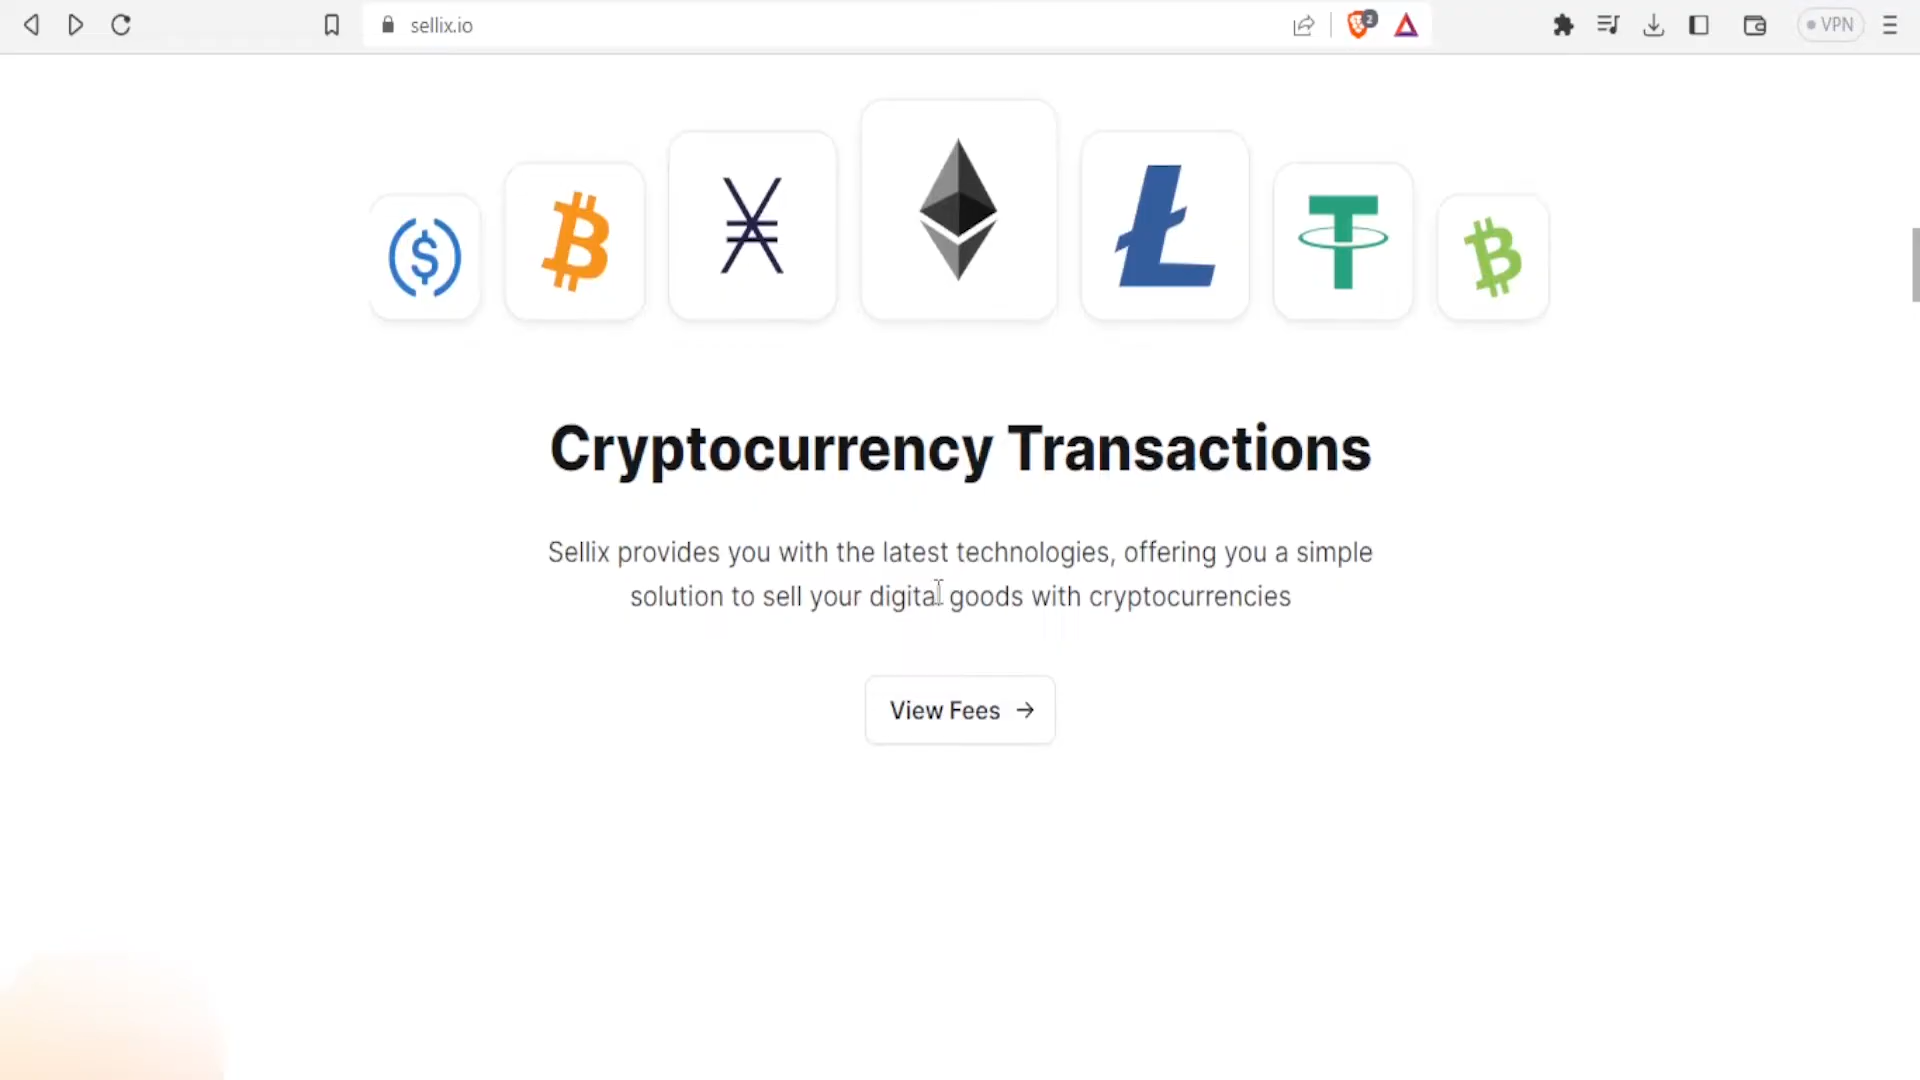 sellix.io
2
VPN
Cryptocurrency Transactions
Sellix provides you with the latest technologies, offering you a simple
solution to sell your digital goods with cryptocurrencies
View Fees →